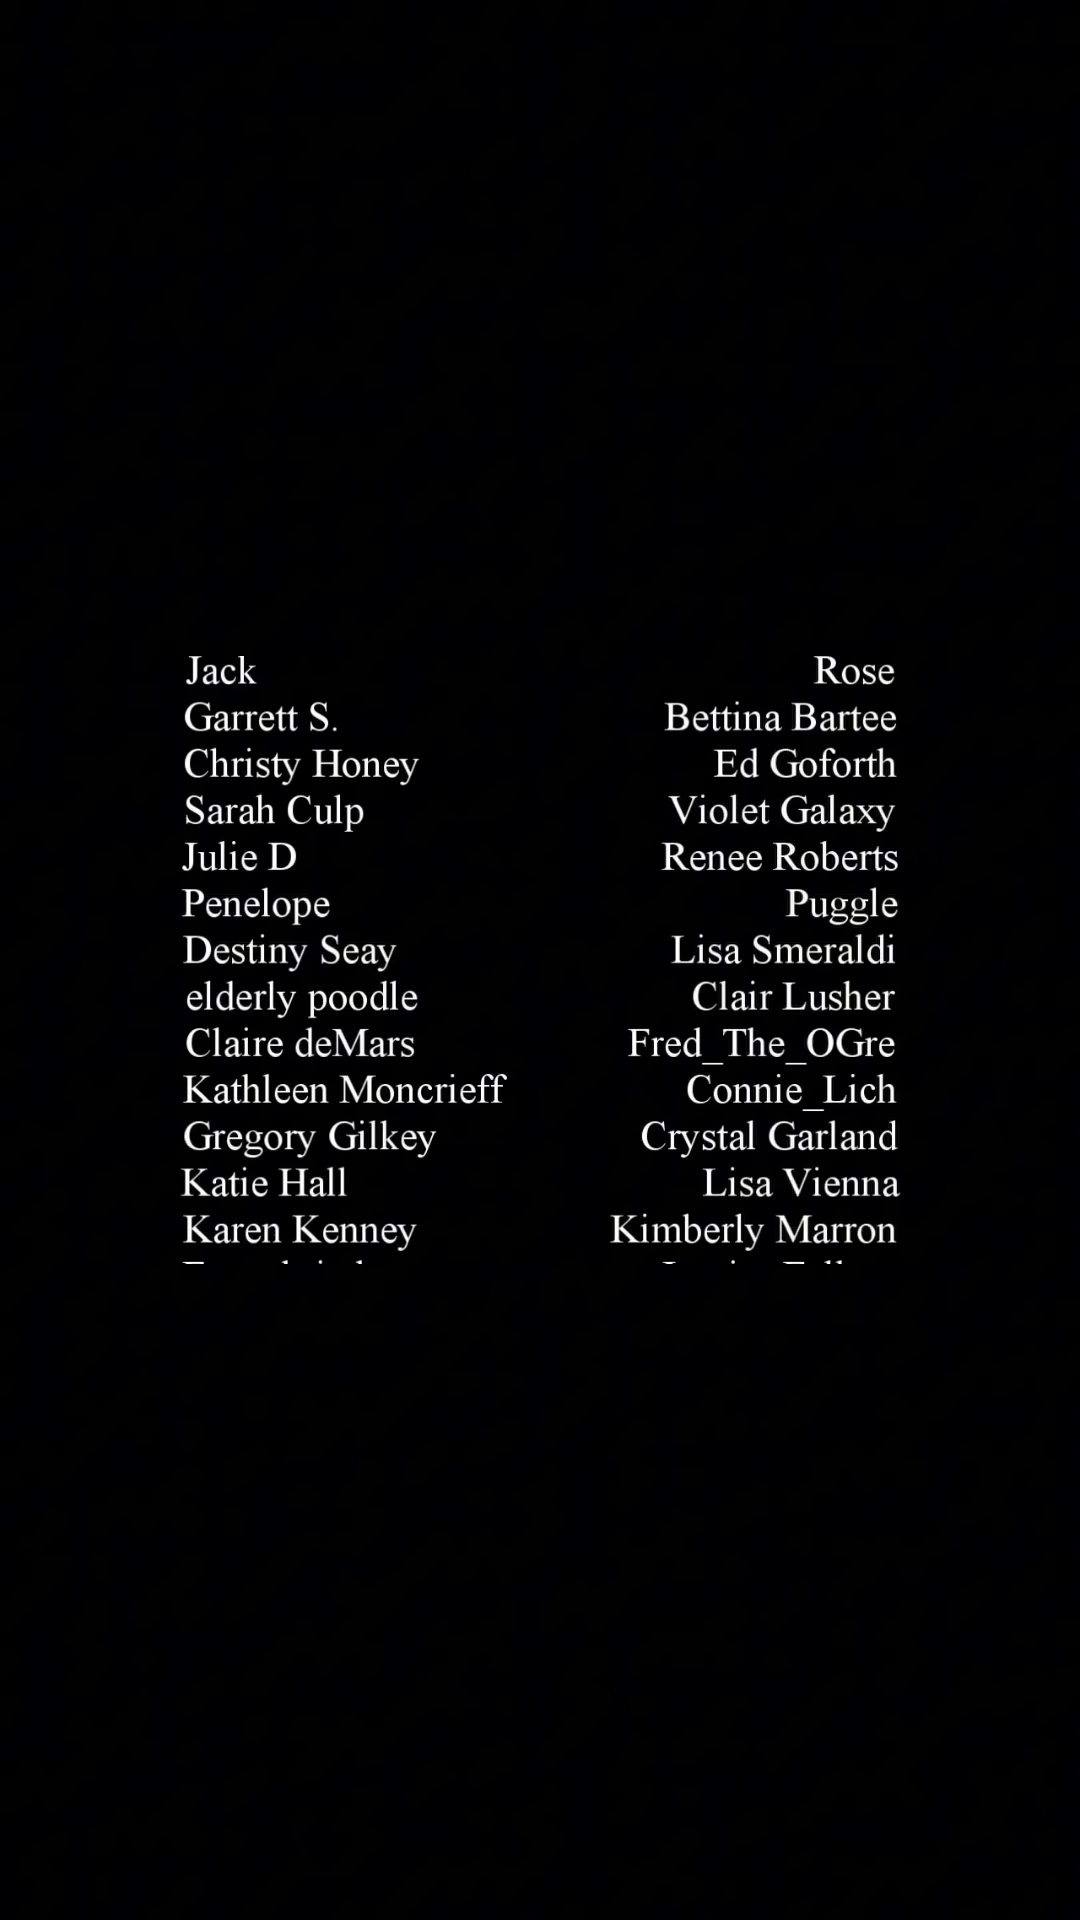 Jack Rose
Garrett S. Bettina Bartee
Christy Honey Ed Goforth
Sarah Culp Violet Galaxy
Julie D Renee Roberts
Penelope Puggle
Destiny Seay Lisa Smeraldi
elderly poodle Clair Lusher
Claire deMars Fred_The_OGre
Kathleen Moncrieff Connie_Lich
Gregory Gilkey Crystal Garland
Katie Hall Lisa Vienna
Karen Kenney Kimberly Marron